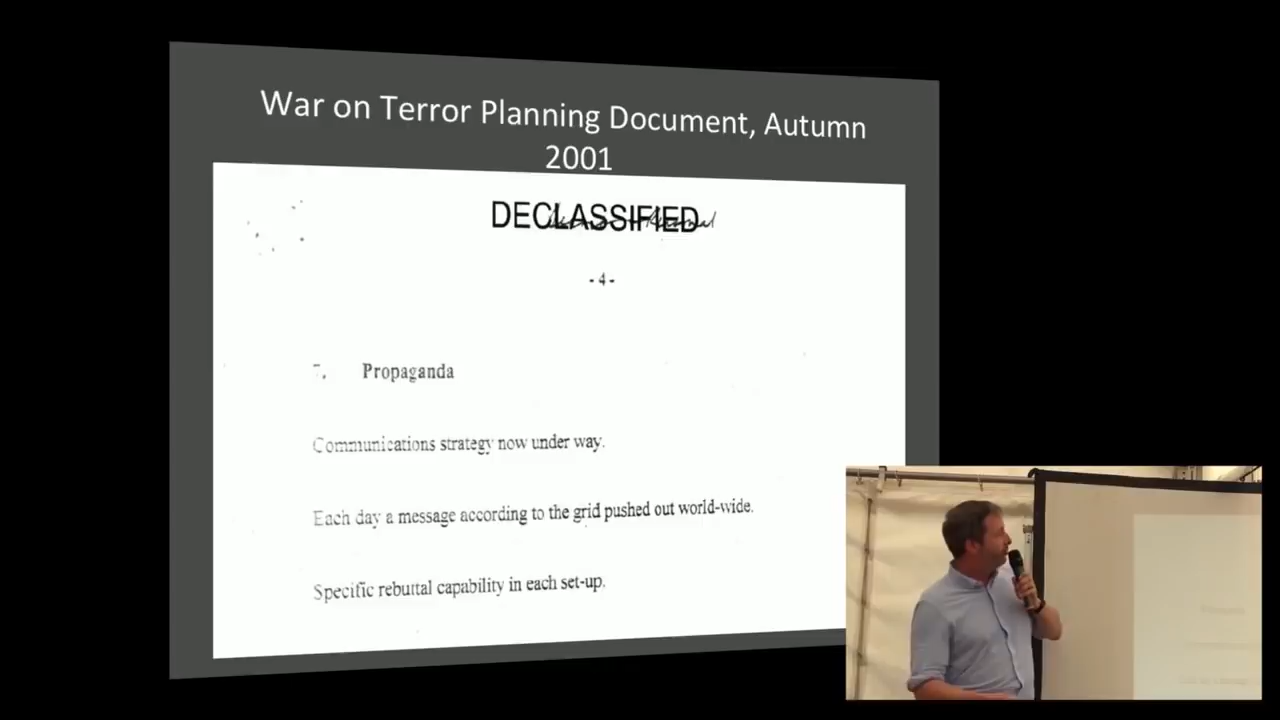 War on Terror Planning Document, Autumn
2001
DECLASSIFIED
- 4 -
7. Propaganda
Communications strategy now under way.
Each day a message according to the grid pushed out world-wide.
Specific rebuttal capability in each set-up.